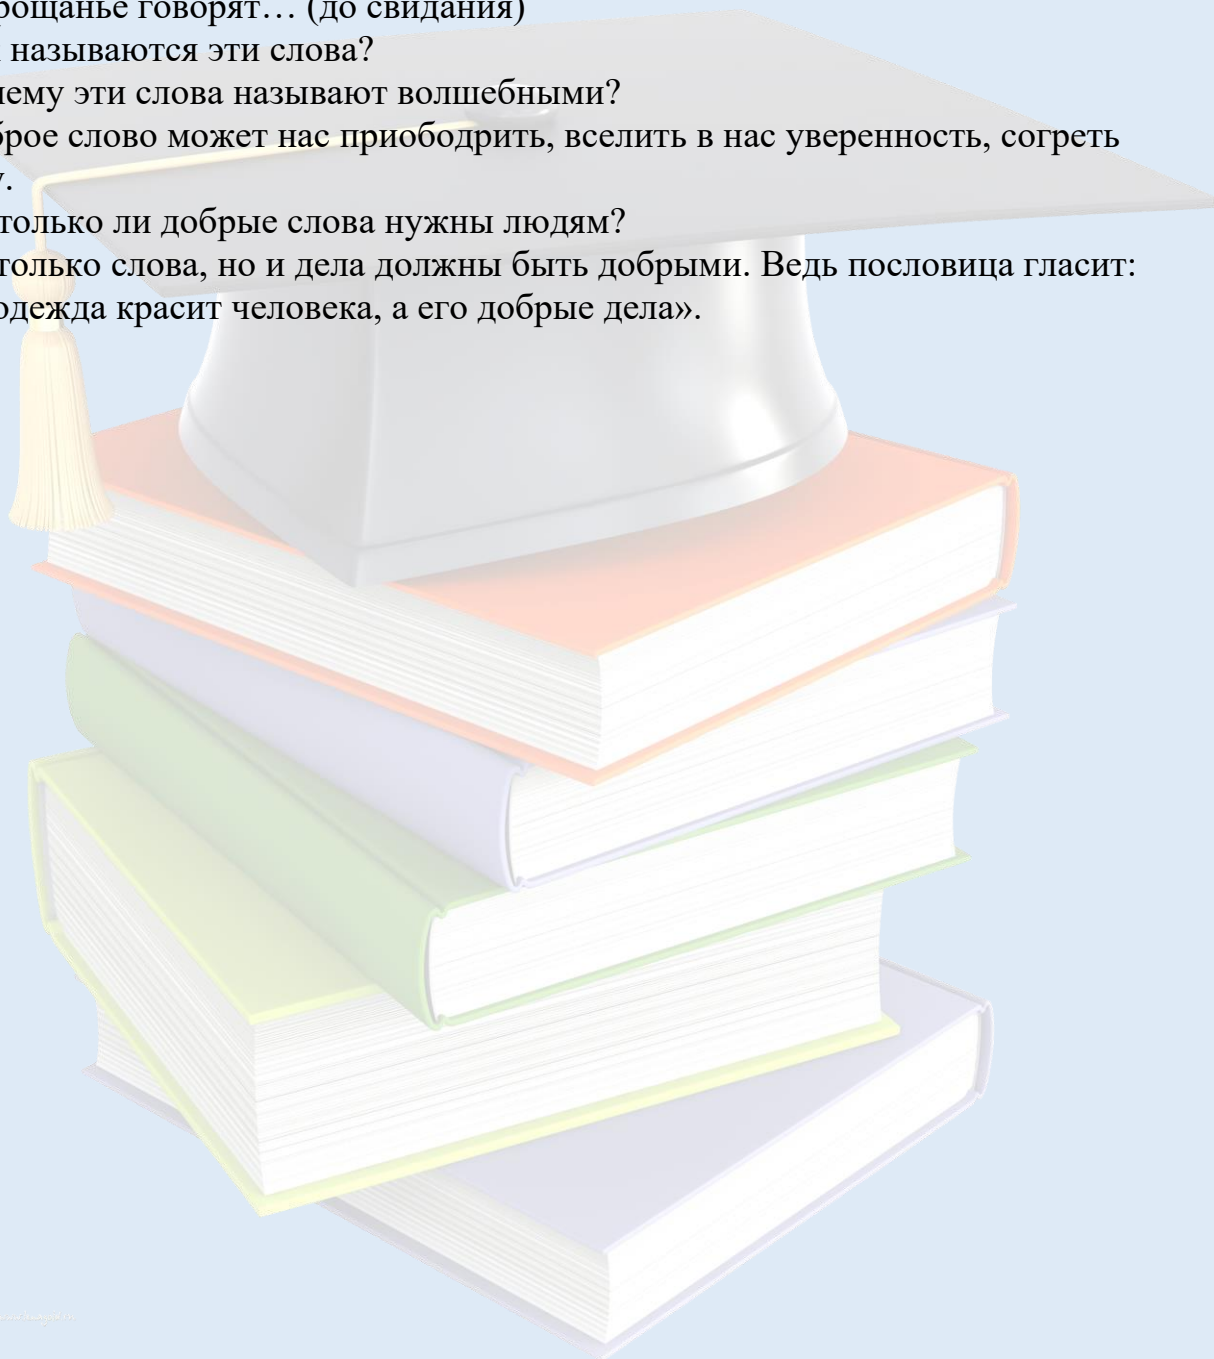 рощанье говорят… (до свидания)
называются эти слова?
ему эти слова называют волшебными?
брое слово может нас приободрить, вселить в нас уверенность, согреть
у.
только ли добрые слова нужны людям?
только слова, но и дела должны быть добрыми. Ведь пословица гласит:
одежда красит человека, а его добрые дела».